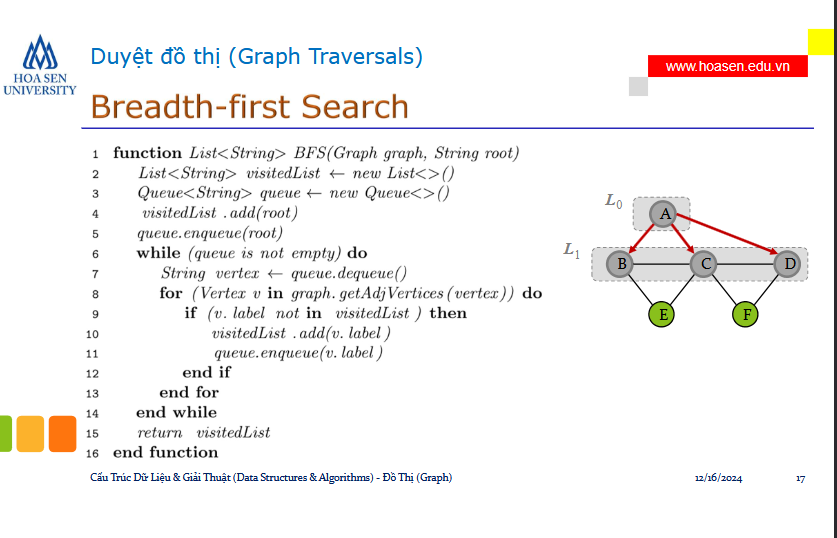 HOA SEN
UNIVERSITY
Duyệt đồ thị (Graph Traversals)
www.hoasen.edu.vn
Breadth-first Search
1 function List<String> BFS(Graph graph, String root)
2 List<String> visitedList ← new List<>()
3 Queue<String> queue ← new Queue<>()
4 visitedList .add(root)
5 queue.enqueue(root)
6 while (queue is not empty) do
7 String vertex ← queue.dequeue()
8 for (Vertex v in graph.getAdjVertices(vertex)) do
9 if (v. label not in visitedList ) then
10 visitedList .add(v. label )
11 queue.enqueue(v. label )
12 end if
13 end for
14 end while
15 return visitedList
16 end function
L0
A
L1
B C D
E F
Cấu Trúc Dữ Liệu & Giải Thuật (Data Structures & Algorithms) - Đồ Thị (Graph)
12/16/2024
17